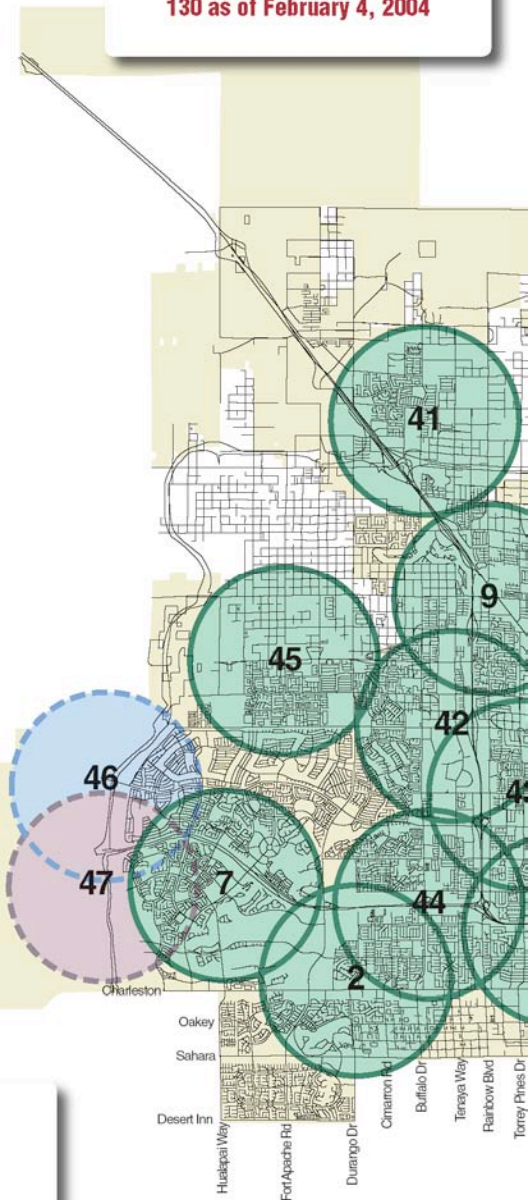 130 as of February 4, 2004
41
9
45
42
46
47
7
44
2
Charleston
Oakey
Sahara
Desert Inn
Hualapai Way
Fort Apache Rd
Durango Dr
Cimarron Rd
Buffalo Dr
Tenaya Way
Rainbow Blvd
Torrey Pines Dr